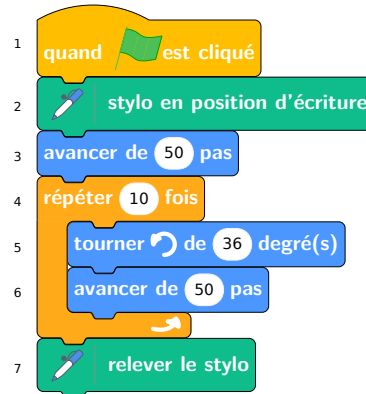 1 quand est cliqué
2 stylo en position d'écriture
3 avancer de 50 pas
4 répéter 10 fois
5 tourner de 36 degré(s)
6 avancer de 50 pas
7 relever le stylo